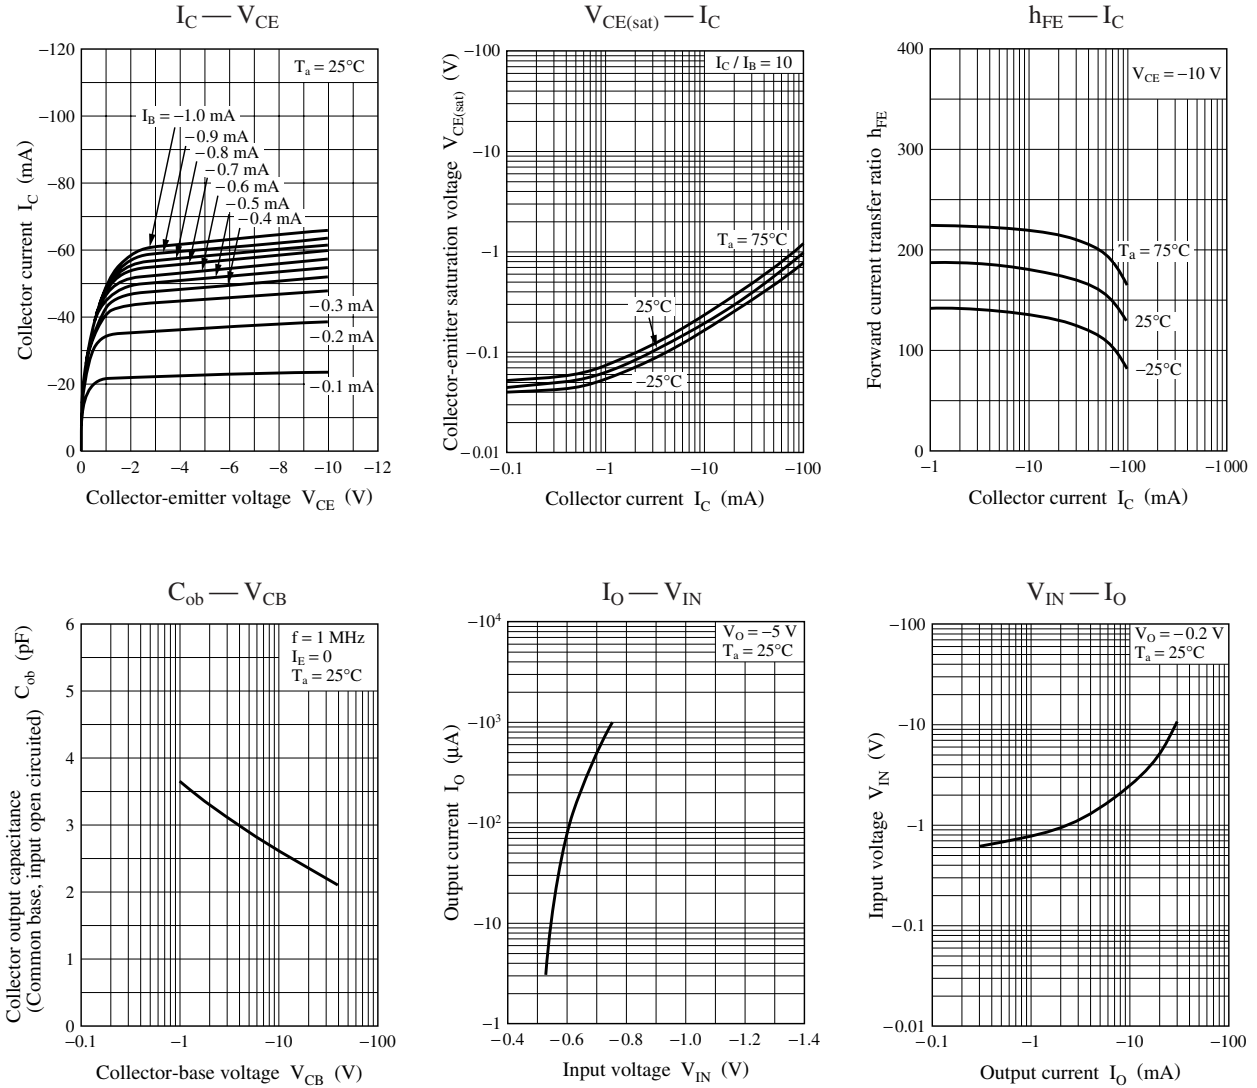 I_C — V_CE
−120
−100
−80
−60
−40
−20
0
0 −2 −4 −6 −8 −10 −12
T_a = 25°C
I_B = −1.0 mA
−0.9 mA
−0.8 mA
−0.7 mA
−0.6 mA
−0.5 mA
−0.4 mA
−0.3 mA
−0.2 mA
−0.1 mA
Collector current I_C (mA)
Collector-emitter voltage V_CE (V)
V_CE(sat) — I_C
−100
−10
−1
−0.1
−0.01
−0.1 −1 −10 −100
I_C / I_B = 10
T_a = 75°C
25°C
−25°C
Collector-emitter saturation voltage V_CE(sat) (V)
Collector current I_C (mA)
h_FE — I_C
400
300
200
100
0
−1 −10 −100 −1000
V_CE = −10 V
T_a = 75°C
25°C
−25°C
Forward current transfer ratio h_FE
Collector current I_C (mA)
C_ob — V_CB
6
5
4
3
2
1
0
−0.1 −1 −10 −100
f = 1 MHz
I_E = 0
T_a = 25°C
Collector output capacitance
(Common base, input open circuited) C_ob (pF)
Collector-base voltage V_CB (V)
I_O — V_IN
−10⁴
−10³
−10²
−10
−1
−0.4 −0.6 −0.8 −1.0 −1.2 −1.4
V_O = −5 V
T_a = 25°C
Output current I_O (μA)
Input voltage V_IN (V)
V_IN — I_O
−100
−10
−1
−0.1
−0.01
−0.1 −1 −10 −100
V_O = −0.2 V
T_a = 25°C
Input voltage V_IN (V)
Output current I_O (mA)